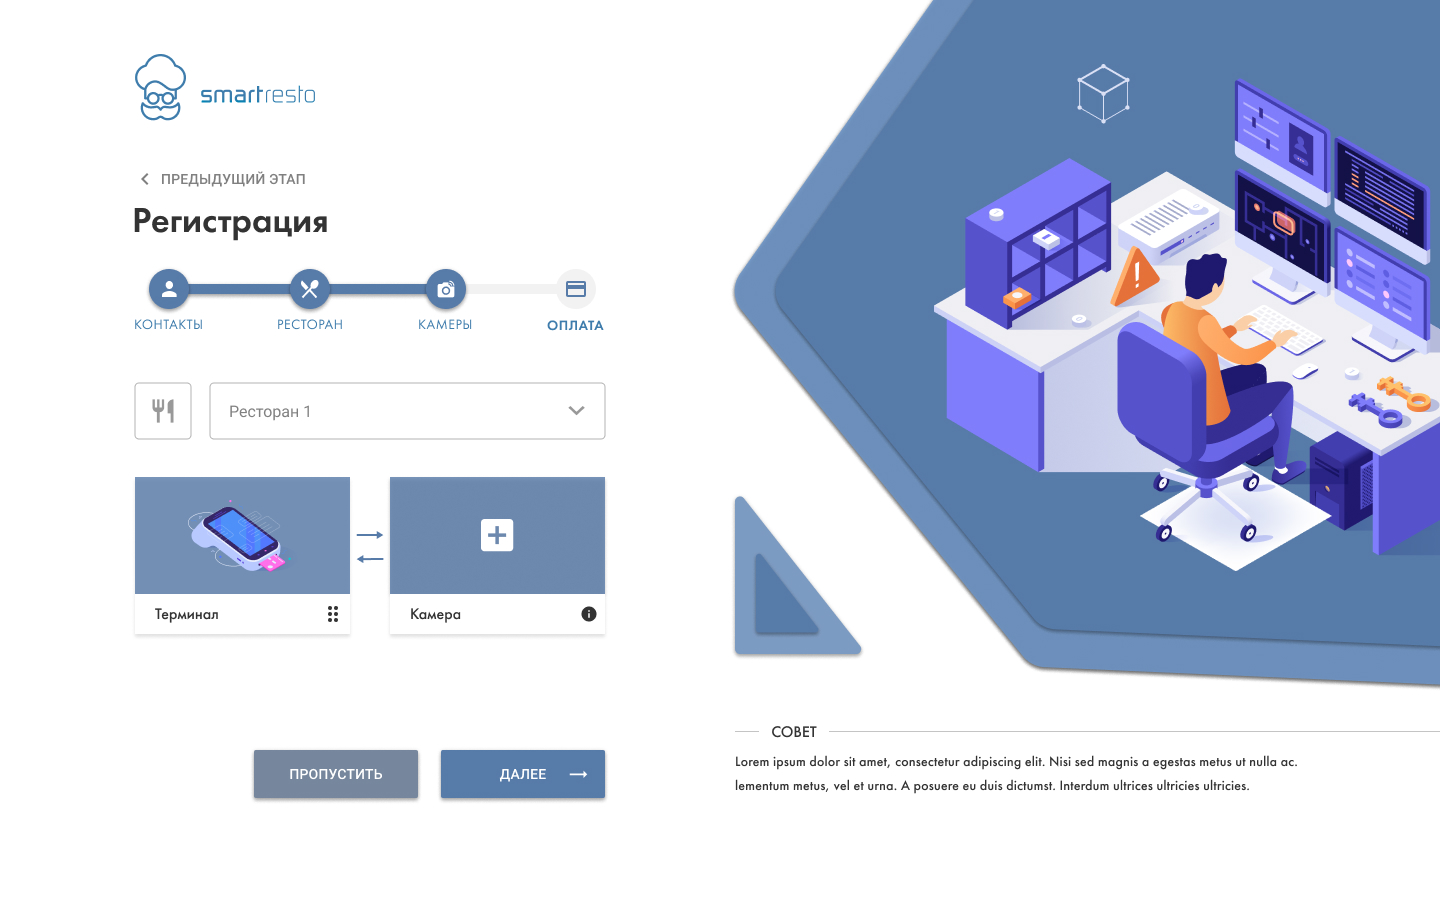 smartresto
ПРЕДЫДУЩИЙ ЭТАП
Регистрация
КОНТАКТЫ
РЕСТОРАН
КАМЕРЫ
ОПЛАТА
Ресторан 1
Терминал
Камера
ПРОПУСТИТЬ
ДАЛЕЕ
СОВЕТ
Lorem ipsum dolor sit amet, consectetur adipiscing elit. Nisi sed magnis a egestas metus ut nulla ac.
lementum metus, vel et urna. A posuere eu duis dictumst. Interdum ultrices ultricies ultricies.